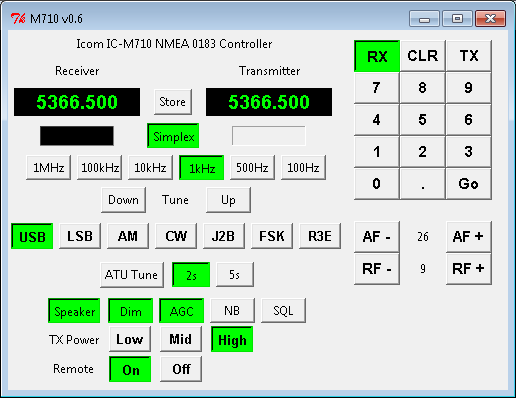 M710 v0.6
Icom IC-M710 NMEA 0183 Controller
Receiver Transmitter
5366.500 Store 5366.500
Simplex
1MHz 100kHz 10kHz 1kHz 500Hz 100Hz
Down Tune Up
USB LSB AM CW J2B FSK R3E
ATU Tune 2s 5s
Speaker Dim AGC NB SQL
TX Power Low Mid High
Remote On Off
RX CLR TX
7 8 9
4 5 6
1 2 3
0 . Go
AF - 26 AF +
RF - 9 RF +